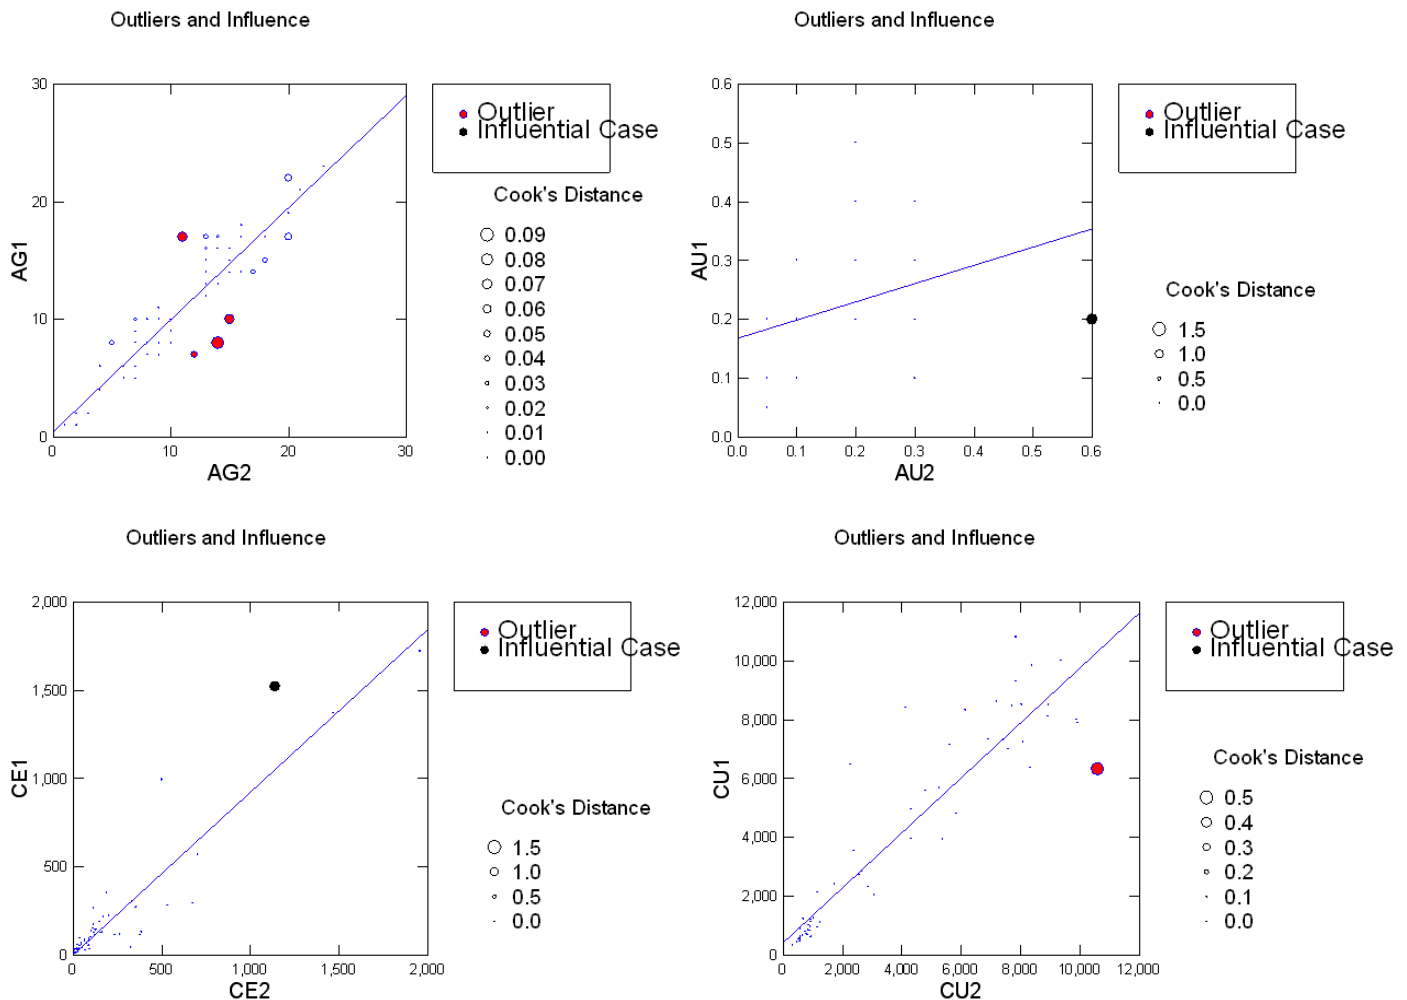 Outliers and Influence
30
20
10
0
0 10 20 30
AG1
AG2
Outlier
Influential Case
Cook's Distance
0.09
0.08
0.07
0.06
0.05
0.04
0.03
0.02
0.01
0.00
Outliers and Influence
0.6
0.5
0.4
0.3
0.2
0.1
0.0
0.0 0.1 0.2 0.3 0.4 0.5 0.6
AU1
AU2
Outlier
Influential Case
Cook's Distance
1.5
1.0
0.5
0.0
Outliers and Influence
2,000
1,500
1,000
500
0
0 500 1,000 1,500 2,000
CE1
CE2
Outlier
Influential Case
Cook's Distance
1.5
1.0
0.5
0.0
Outliers and Influence
12,000
10,000
8,000
6,000
4,000
2,000
0
0 2,000 4,000 6,000 8,000 10,000 12,000
CU1
CU2
Outlier
Influential Case
Cook's Distance
0.5
0.4
0.3
0.2
0.1
0.0